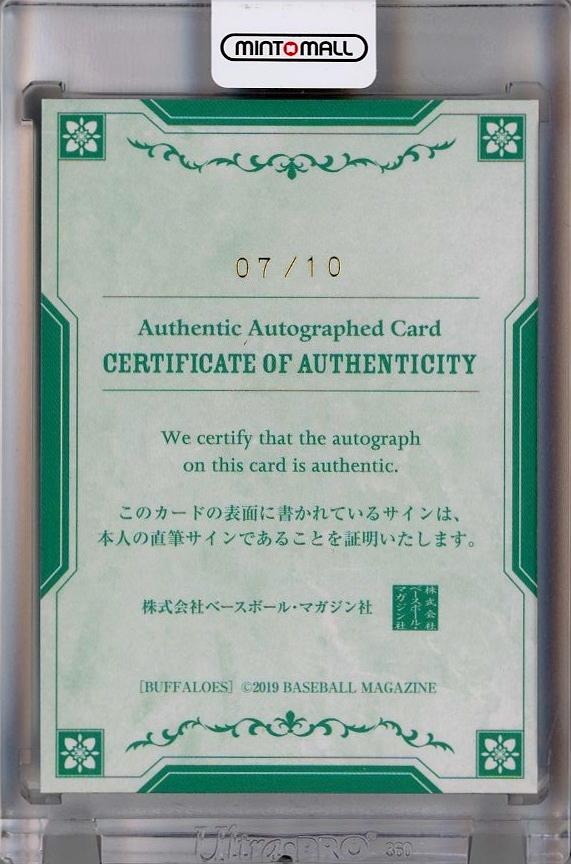 MINTMALL
07/10
Authentic Autographed Card
CERTIFICATE OF AUTHENTICITY
We certify that the autograph
on this card is authentic.
このカードの表面に書かれているサインは、
本人の直筆サインであることを証明いたします。
株式会社ベースボール・マガジン社
株式会社
ベースボール・
マガジン社
[BUFFALOES] ©2019 BASEBALL MAGAZINE
Ultra·PRO® 360